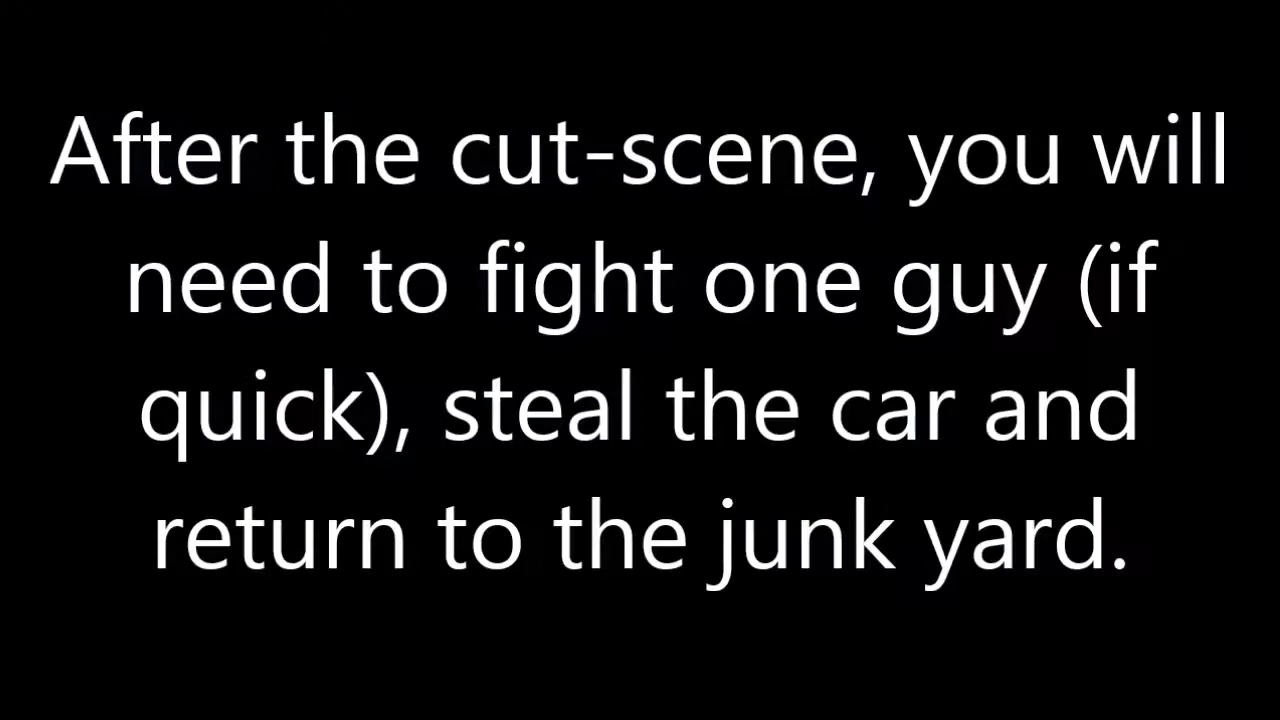 After the cut-scene, you will
need to fight one guy (if
quick), steal the car and
return to the junk yard.